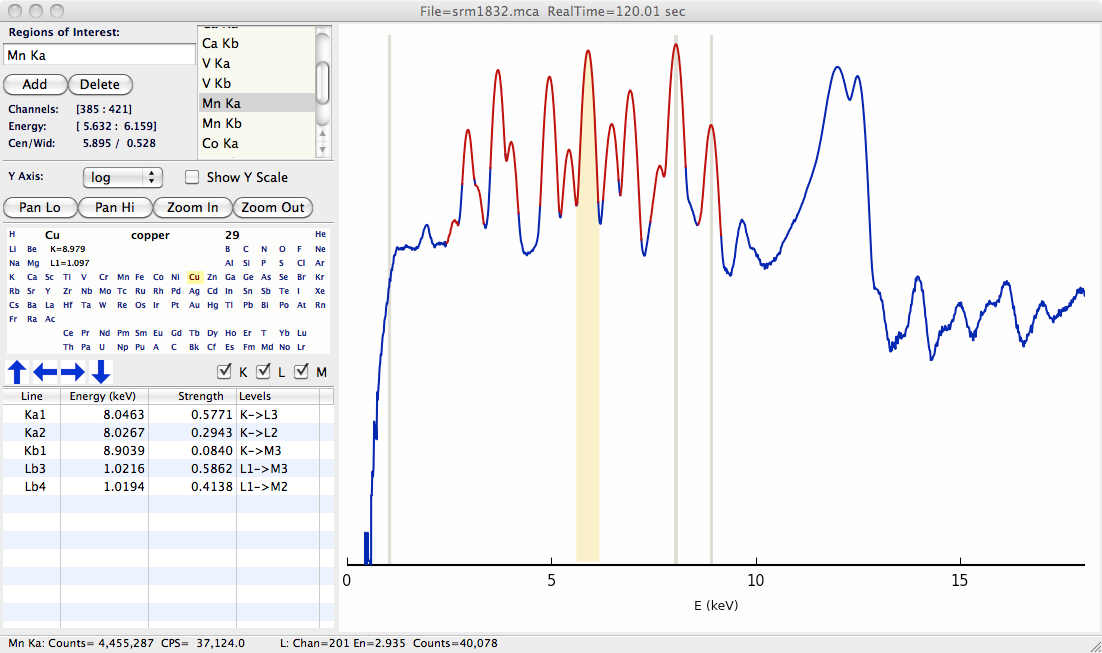 File=srm1832.mca RealTime=120.01 sec
Regions of Interest:
Mn Ka
Add Delete
Channels: [385 : 421]
Energy: [ 5.632 : 6.159]
Cen/Wid: 5.895 / 0.528
Ca Kb
V Ka
V Kb
Mn Ka
Mn Kb
Co Ka
Y Axis: log Show Y Scale
Pan Lo Pan Hi Zoom In Zoom Out
H Cu copper 29 He
Li Be K=8.979 B C N O F Ne
Na Mg L1=1.097 Al Si P S Cl Ar
K Ca Sc Ti V Cr Mn Fe Co Ni Cu Zn Ga Ge As Se Br Kr
Rb Sr Y Zr Nb Mo Tc Ru Rh Pd Ag Cd In Sn Sb Te I Xe
Cs Ba La Hf Ta W Re Os Ir Pt Au Hg Tl Pb Bi Po At Rn
Fr Ra Ac
Ce Pr Nd Pm Sm Eu Gd Tb Dy Ho Er T Yb Lu
Th Pa U Np Pu A C Bk Cf Es Fm Md No Lr
K L M
Line Energy (keV) Strength Levels
Ka1 8.0463 0.5771 K->L3
Ka2 8.0267 0.2943 K->L2
Kb1 8.9039 0.0840 K->M3
Lb3 1.0216 0.5862 L1->M3
Lb4 1.0194 0.4138 L1->M2
0 5 10 15
E (keV)
Mn Ka: Counts= 4,455,287 CPS= 37,124.0 L: Chan=201 En=2.935 Counts=40,078